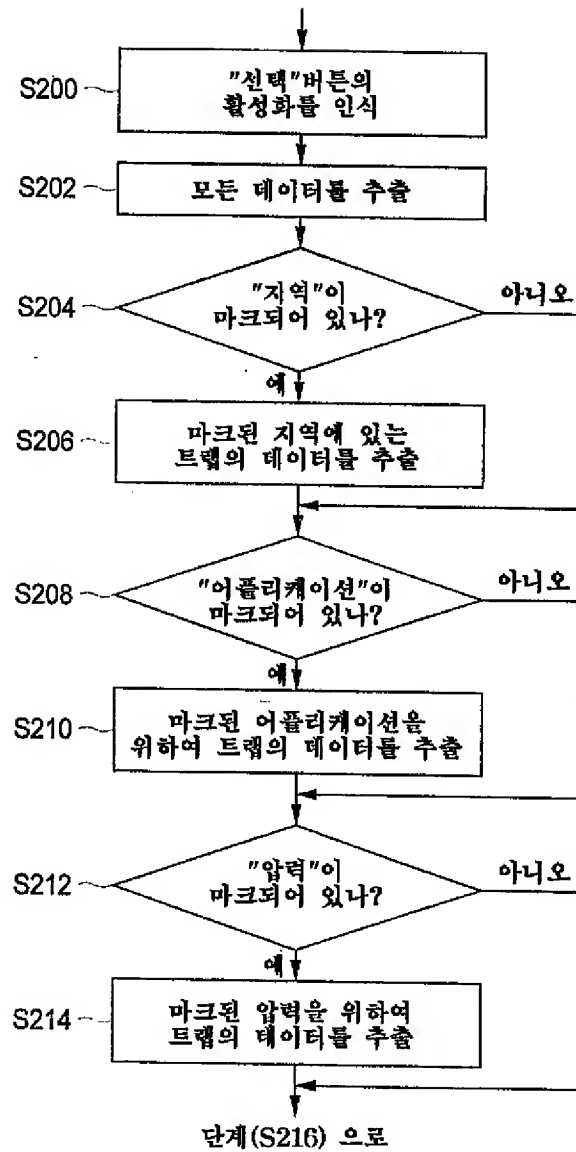 S200
"선택"버튼의
활성화를 인식
S202
모든 데이터를 추출
S204
"지역"이
마크되어 있나?
아니오
예
S206
마크된 지역에 있는
트랩의 데이터를 추출
S208
"어플리케이션"이
마크되어 있나?
아니오
예
S210
마크된 어플리케이션을
위하여 트랩의 데이터를 추출
S212
"압력"이
마크되어 있나?
아니오
예
S214
마크된 압력을 위하여
트랩의 데이터를 추출
단계(S216) 으로